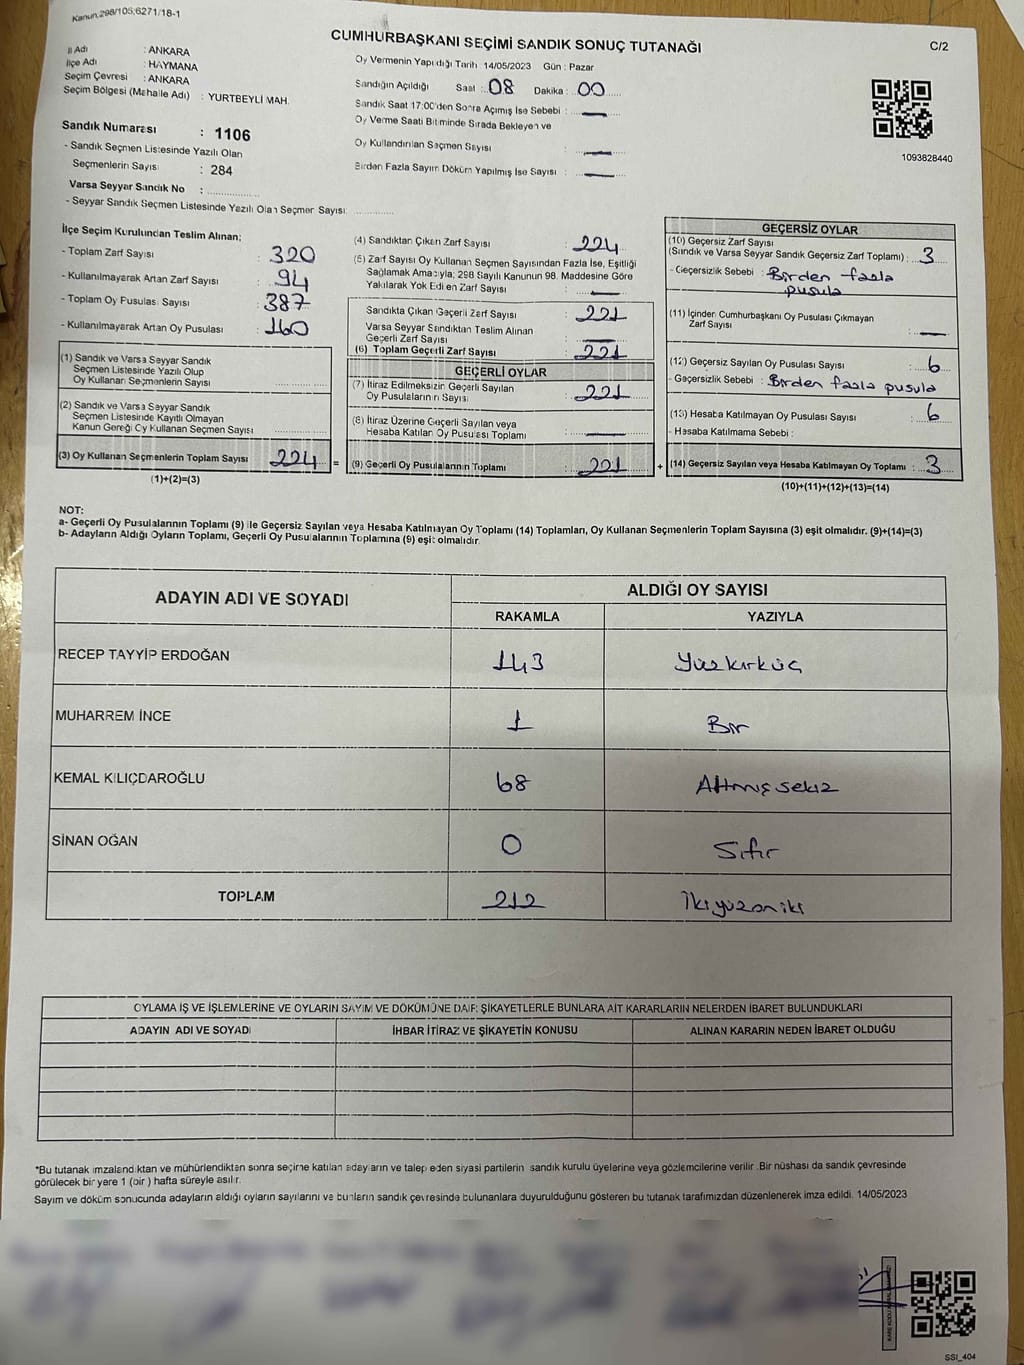 Kanun,298/105;6271/18-1
CUMHURBAŞKANI SEÇİMİ SANDIK SONUÇ TUTANAĞI
C/2
İl Adı : ANKARA
İlçe Adı : HAYMANA
Seçim Çevresi : ANKARA
Seçim Bölgesi (Mahalle Adı) : YURTBEYLİ MAH.
Oy Vermenin Yapıldığı Tarih 14/05/2023 Gün : Pazar
Sandığın Açıldığı Saat : 08 Dakika : 00
Sandık Saat 17:00'den Sonra Açımış İse Sebebi : —
Oy Verme Saati Bitiminde Sırada Bekleyen ve
Oy Kullandırılan Seçmen Sayısı : —
Birden Fazla Sayım Döküm Yapılmış İse Sayısı : —
1093828440
Sandık Numarası : 1106
- Sandık Seçmen Listesinde Yazılı Olan
Seçmenlerin Sayısı : 284
Varsa Seyyar Sandık No :
- Seyyar Sandık Seçmen Listesinde Yazılı Olan Seçmen Sayısı:
İlçe Seçim Kurulundan Teslim Alınan;
- Toplam Zarf Sayısı : 320
- Kullanılmayarak Artan Zarf Sayısı : 94
- Toplam Oy Pusulası Sayısı : 387
- Kullanılmayarak Artan Oy Pusulası : 160
(1) Sandık ve Varsa Seyyar Sandık
Seçmen Listesinde Yazılı Olup
Oy Kullanan Seçmenlerin Sayısı
(2) Sandık ve Varsa Seyyar Sandık
Seçmen Listesinde Kayıtlı Olmayan
Kanun Gereği Oy Kullanan Seçmen Sayısı
(3) Oy Kullanan Seçmenlerin Toplam Sayısı 224 =
(1)+(2)=(3)
(4) Sandıktan Çıkan Zarf Sayısı : 224
(5) Zarf Sayısı Oy Kullanan Seçmen Sayısından Fazla İse, Eşitliği
Sağlamak Amacıyla; 298 Sayılı Kanunun 98. Maddesine Göre
Yakılarak Yok Edilen Zarf Sayısı : —
Sandıkta Çıkan Geçerli Zarf Sayısı : 221
Varsa Seyyar Sandıktan Teslim Alınan
Geçerli Zarf Sayısı : —
(6) Toplam Geçerli Zarf Sayısı : 221
GEÇERLİ OYLAR
(7) İtiraz Edilmeksizin Geçerli Sayılan
Oy Pusulalarının Sayısı : 221
(8) İtiraz Üzerine Geçerli Sayılan veya
Hesaba Katılan Oy Pusulası Toplamı : —
(9) Geçerli Oy Pusulalarının Toplamı : 221 +
GEÇERSİZ OYLAR
(10) Geçersiz Zarf Sayısı
(Sandık ve Varsa Seyyar Sandık Geçersiz Zarf Toplamı) : 3
- Geçersizlik Sebebi : Birden fazla
pusula
(11) İçinden Cumhurbaşkanı Oy Pusulası Çıkmayan
Zarf Sayısı : —
(12) Geçersiz Sayılan Oy Pusulası Sayısı : 6
- Geçersizlik Sebebi : Birden fazla pusula
(13) Hesaba Katılmayan Oy Pusulası Sayısı : 6
- Hesaba Katılmama Sebebi :
(14) Geçersiz Sayılan veya Hesaba Katılmayan Oy Toplamı : 3
(10)+(11)+(12)+(13)=(14)
NOT:
a- Geçerli Oy Pusulalarının Toplamı (9) ile Geçersiz Sayılan veya Hesaba Katılmayan Oy Toplamı (14) Toplamları, Oy Kullanan Seçmenlerin Toplam Sayısına (3) eşit olmalıdır. (9)+(14)=(3)
b- Adayların Aldığı Oyların Toplamı, Geçerli Oy Pusulalarının Toplamına (9) eşit olmalıdır.
ADAYIN ADI VE SOYADI
ALDIĞI OY SAYISI
RAKAMLA YAZIYLA
RECEP TAYYİP ERDOĞAN 143 Yüzkırküç
MUHARREM İNCE 1 Bir
KEMAL KILIÇDAROĞLU 68 Altmışsekiz
SİNAN OĞAN 0 Sıfır
TOPLAM 212 İkiyüzoniki
OYLAMA İŞ VE İŞLEMLERİNE VE OYLARIN SAYIM VE DÖKÜMÜNE DAİR ŞİKAYETLERLE BUNLARA AİT KARARLARIN NELERDEN İBARET BULUNDUKLARI
ADAYIN ADI VE SOYADI İHBAR İTİRAZ VE ŞİKAYETİN KONUSU ALINAN KARARIN NEDEN İBARET OLDUĞU
*Bu tutanak imzalandıktan ve mühürlendikten sonra seçime katılan adayların ve talep eden siyasi partilerin sandık kurulu üyelerine veya gözlemcilerine verilir. Bir nüshası da sandık çevresinde
görülecek bir yere 1 (bir) hafta süreyle asılır.
Sayım ve döküm sonucunda adayların aldığı oyların sayılarını ve bunların sandık çevresinde bulunanlara duyurulduğunu gösteren bu tutanak tarafımızdan düzenlenerek imza edildi. 14/05/2023
SSI_404